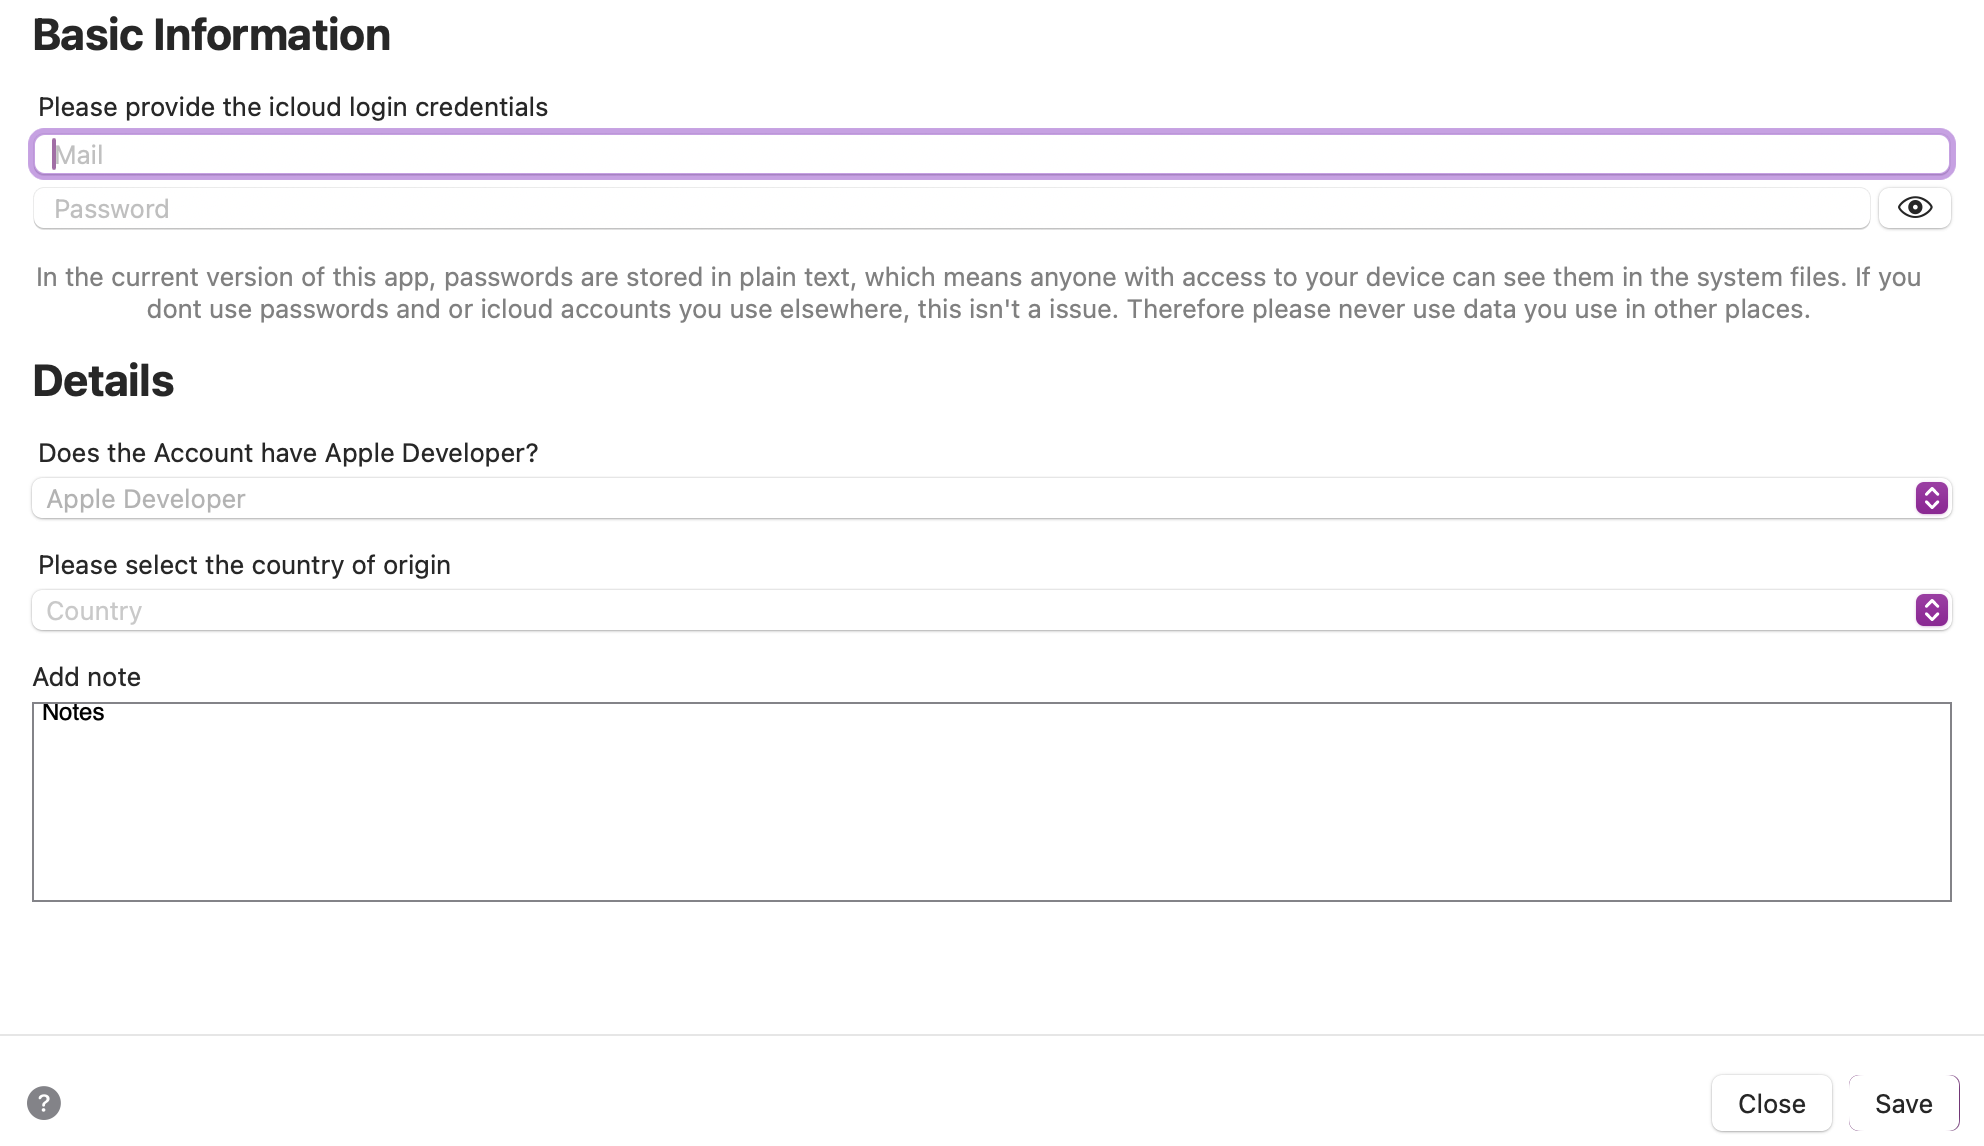 Basic Information
Please provide the icloud login credentials
Mail
Password
In the current version of this app, passwords are stored in plain text, which means anyone with access to your device can see them in the system files. If you
dont use passwords and or icloud accounts you use elsewhere, this isn't a issue. Therefore please never use data you use in other places.
Details
Does the Account have Apple Developer?
Apple Developer
Please select the country of origin
Country
Add note
Notes
?
Close
Save